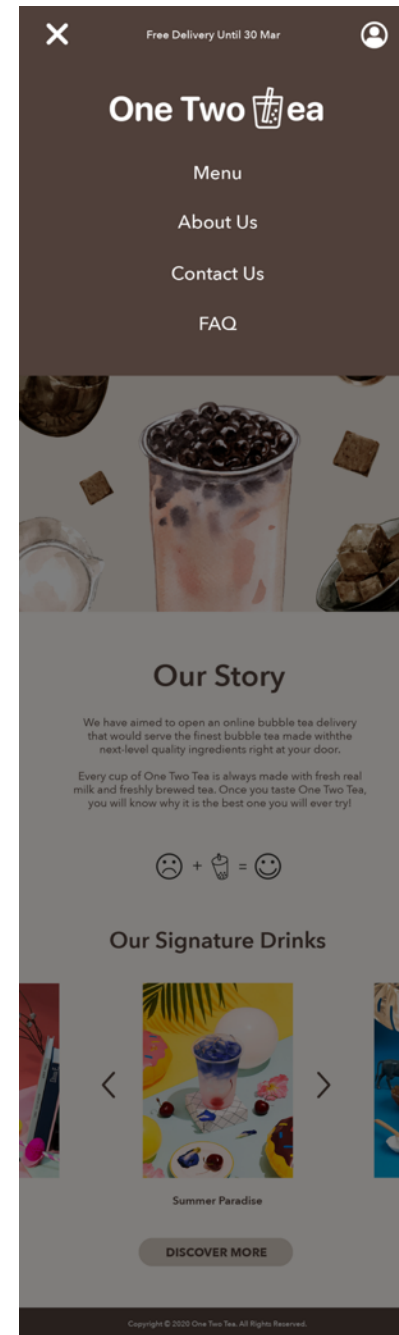 Free Delivery Until 30 Mar
One Two Tea
Menu
About Us
Contact Us
FAQ
Our Story
We have aimed to open an online bubble tea delivery
that would serve the finest bubble tea made withthe
next-level quality ingredients right at your door.
Every cup of One Two Tea is always made with fresh real
milk and freshly brewed tea. Once you taste One Two Tea,
you will know why it is the best one you will ever try!
+ =
Our Signature Drinks
Summer Paradise
DISCOVER MORE
Copyright © 2020 One Two Tea. All Rights Reserved.